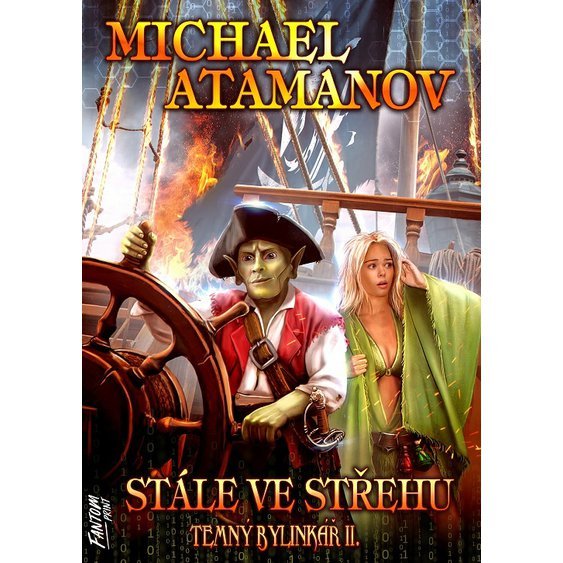 MICHAEL
ATAMANOV
STÁLE VE STŘEHU
TEMNÝ BYLINKÁŘ II.
FANTOM
PRINT